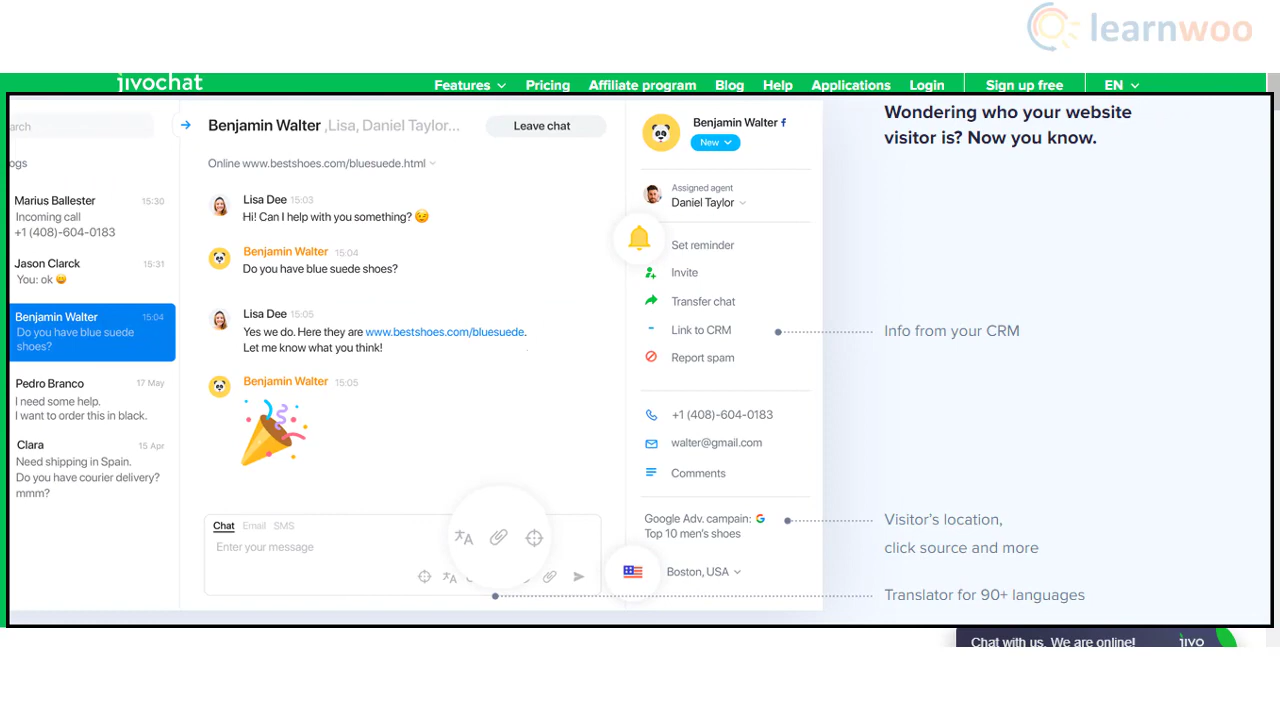 learnwoo
jivochat Features Pricing Affiliate program Blog Help Applications Login Sign up free EN
arch
ogs
Marius Ballester 15:30
Incoming call
+1 (408)-604-0183
Jason Clarck 16:31
You: ok
Benjamin Walter 15:04
Do you have blue suede
shoes?
Pedro Branco 17 May
I need some help.
I want to order this in black.
Clara 15 Apr
Need shipping in Spain.
Do you have courier delivery?
mmm?
Benjamin Walter ,Lisa, Daniel Taylor... Leave chat
Online www.bestshoes.com/bluesuede.html
Lisa Dee 15:03
Hi! Can I help with you something?
Benjamin Walter 15:04
Do you have blue suede shoes?
Lisa Dee 15:05
Yes we do. Here they are www.bestshoes.com/bluesuede.
Let me know what you think!
Benjamin Walter 15:05
Chat Email SMS
Enter your message
Benjamin Walter
New
Assigned agent
Daniel Taylor
Set reminder
Invite
Transfer chat
Link to CRM
Report spam
+1 (408)-604-0183
walter@gmail.com
Comments
Google Adv. campain:
Top 10 men's shoes
Boston, USA
Wondering who your website
visitor is? Now you know.
Info from your CRM
Visitor's location,
click source and more
Translator for 90+ languages
Chat with us. We are online! jivo